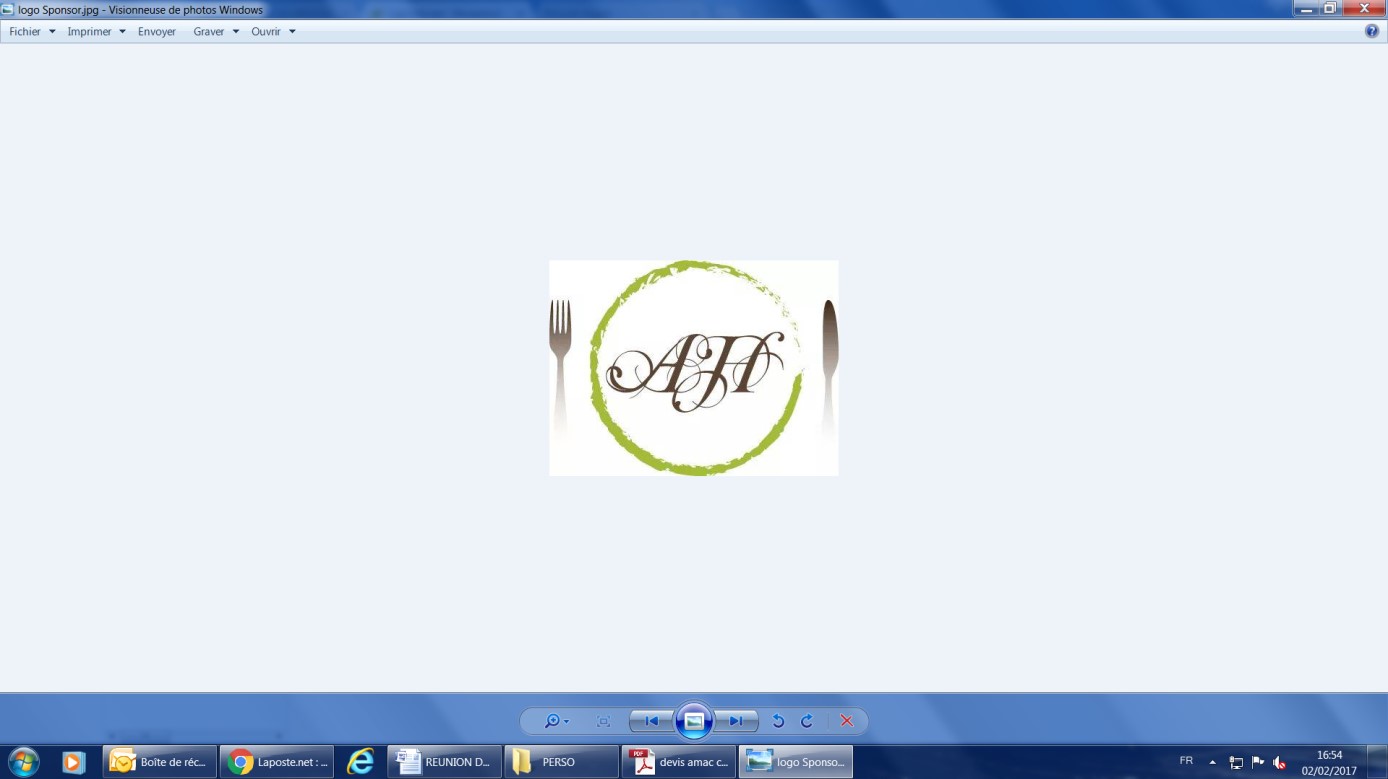 logo Sponsor.jpg - Visionneuse de photos Windows
Fichier Imprimer Envoyer Graver Ouvrir
AH
Boîte de réc... Laposte.net : ... REUNION D... PERSO devis amac c... logo Sponso... FR 16:54
02/02/2017